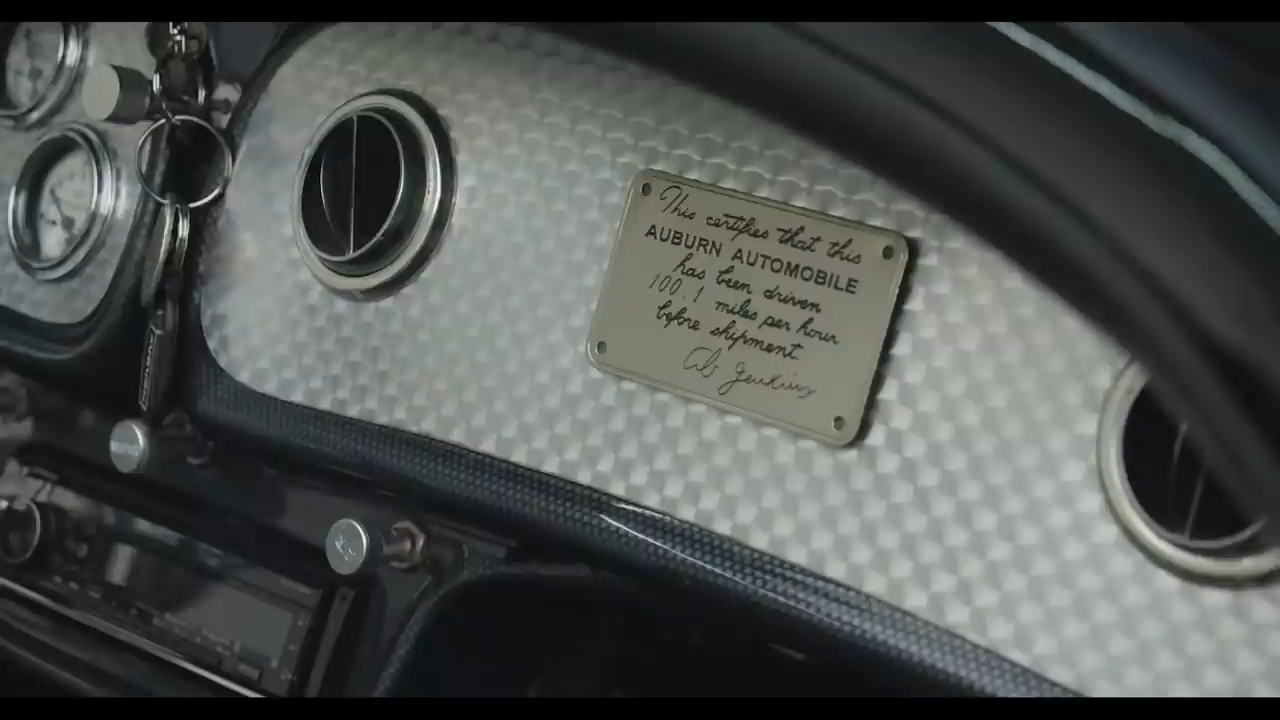 This certifies that this
AUBURN AUTOMOBILE
has been driven
100.1 miles per hour
before shipment
Ab Jenkins